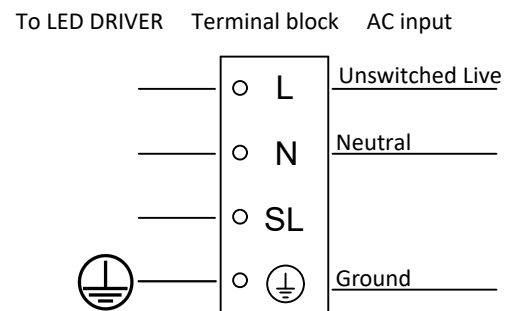 To LED DRIVER Terminal block AC input
L Unswitched Live
N Neutral
SL
Ground